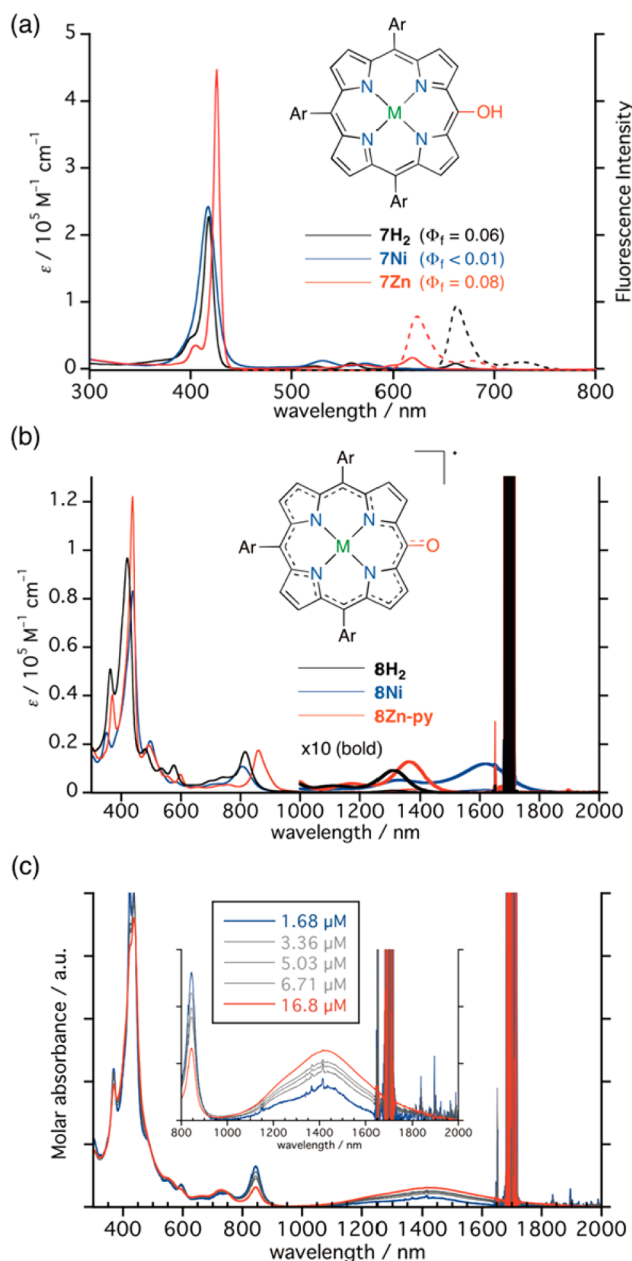 (a)
5
4
3
2
1
0
ε / 10⁵ M⁻¹ cm⁻¹
Fluorescence Intensity
Ar
Ar
Ar
N
N
N
N
M
OH
7H₂ (Φf = 0.06)
7Ni (Φf < 0.01)
7Zn (Φf = 0.08)
300 400 500 600 700 800
wavelength / nm
(b)
1.2
1
0.8
0.6
0.4
0.2
0
ε / 10⁵ M⁻¹ cm⁻¹
Ar
Ar
Ar
N
N
N
N
M
O
•
8H₂
8Ni
8Zn-py
x10 (bold)
400 600 800 1000 1200 1400 1600 1800 2000
wavelength / nm
(c)
Molar absorbance / a.u.
1.68 μM
3.36 μM
5.03 μM
6.71 μM
16.8 μM
800 1000 1200 1400 1600 1800 2000
wavelength / nm
400 600 800 1000 1200 1400 1600 1800 2000
wavelength / nm